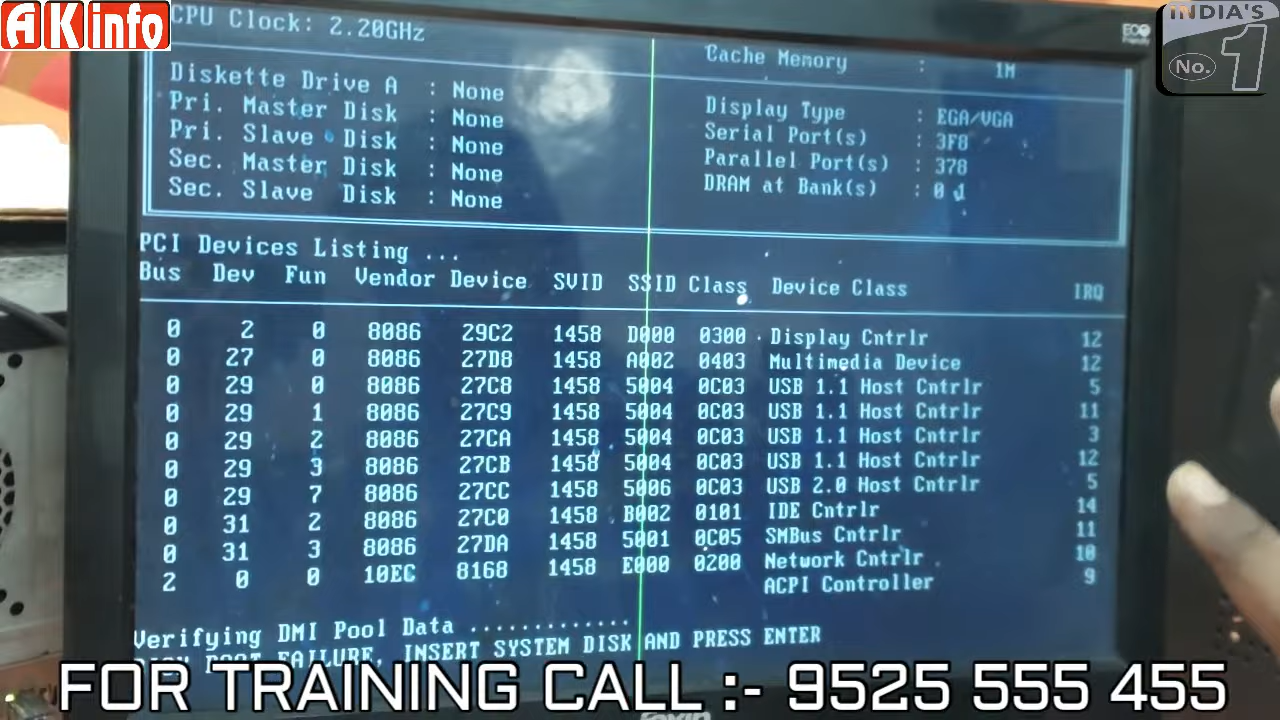 AK info
INDIA'S
No. 1
ECO
CPU Clock: 2.20GHz
Cache Memory : 1M
Diskette Drive A : None
Pri. Master Disk : None
Pri. Slave Disk : None
Sec. Master Disk : None
Sec. Slave Disk : None
Display Type : EGA/VGA
Serial Port(s) : 3F8
Parallel Port(s) : 378
DRAM at Bank(s) : 0
PCI Devices Listing ...
Bus Dev Fun Vendor Device SVID SSID Class Device Class IRQ
0 2 0 8086 29C2 1458 D000 0300 Display Cntrlr 12
0 27 0 8086 27D8 1458 A002 0403 Multimedia Device 12
0 29 0 8086 27C8 1458 5004 0C03 USB 1.1 Host Cntrlr 5
0 29 1 8086 27C9 1458 5004 0C03 USB 1.1 Host Cntrlr 11
0 29 2 8086 27CA 1458 5004 0C03 USB 1.1 Host Cntrlr 3
0 29 3 8086 27CB 1458 5004 0C03 USB 1.1 Host Cntrlr 12
0 29 7 8086 27CC 1458 5006 0C03 USB 2.0 Host Cntrlr 5
0 31 2 8086 27C0 1458 B002 0101 IDE Cntrlr 14
0 31 3 8086 27DA 1458 5001 0C05 SMBus Cntrlr 11
2 0 0 10EC 8168 1458 E000 0200 Network Cntrlr 10
ACPI Controller 9
Verifying DMI Pool Data .............
DISK BOOT FAILURE, INSERT SYSTEM DISK AND PRESS ENTER
FOR TRAINING CALL :- 9525 555 455